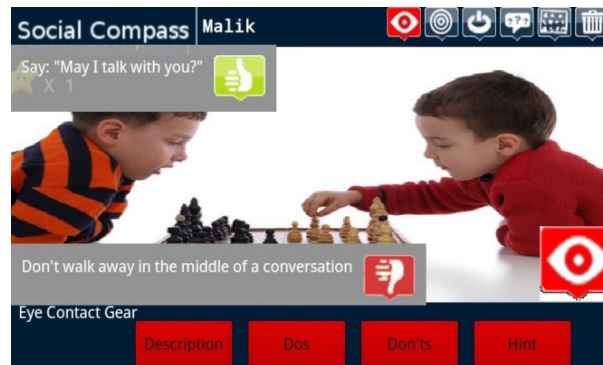 Social Compass
Malik
???
Say: "May I talk with you?"
X 1
Don't walk away in the middle of a conversation
Eye Contact Gear
Description
Dos
Don'ts
Hint